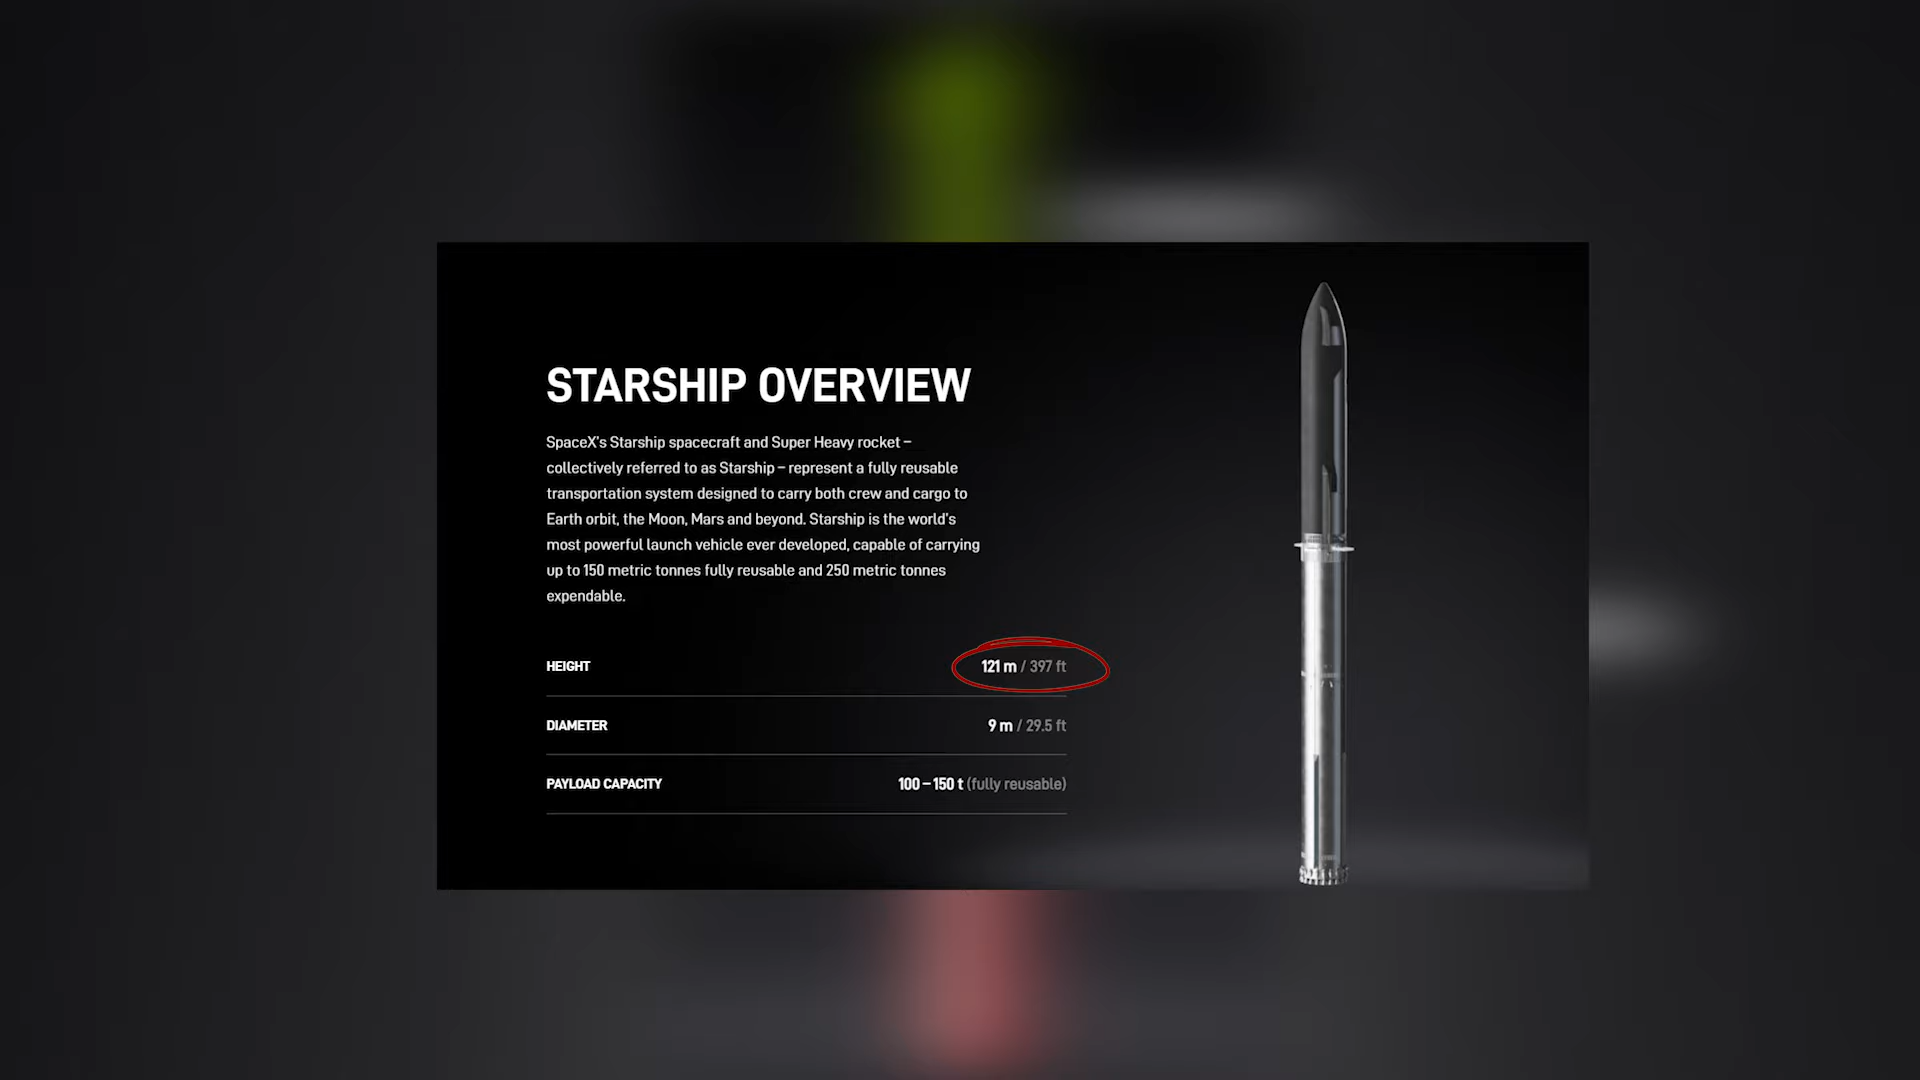 STARSHIP OVERVIEW
SpaceX's Starship spacecraft and Super Heavy rocket –
collectively referred to as Starship – represent a fully reusable
transportation system designed to carry both crew and cargo to
Earth orbit, the Moon, Mars and beyond. Starship is the world's
most powerful launch vehicle ever developed, capable of carrying
up to 150 metric tonnes fully reusable and 250 metric tonnes
expendable.
HEIGHT 121 m / 397 ft
DIAMETER 9 m / 29.5 ft
PAYLOAD CAPACITY 100 – 150 t (fully reusable)